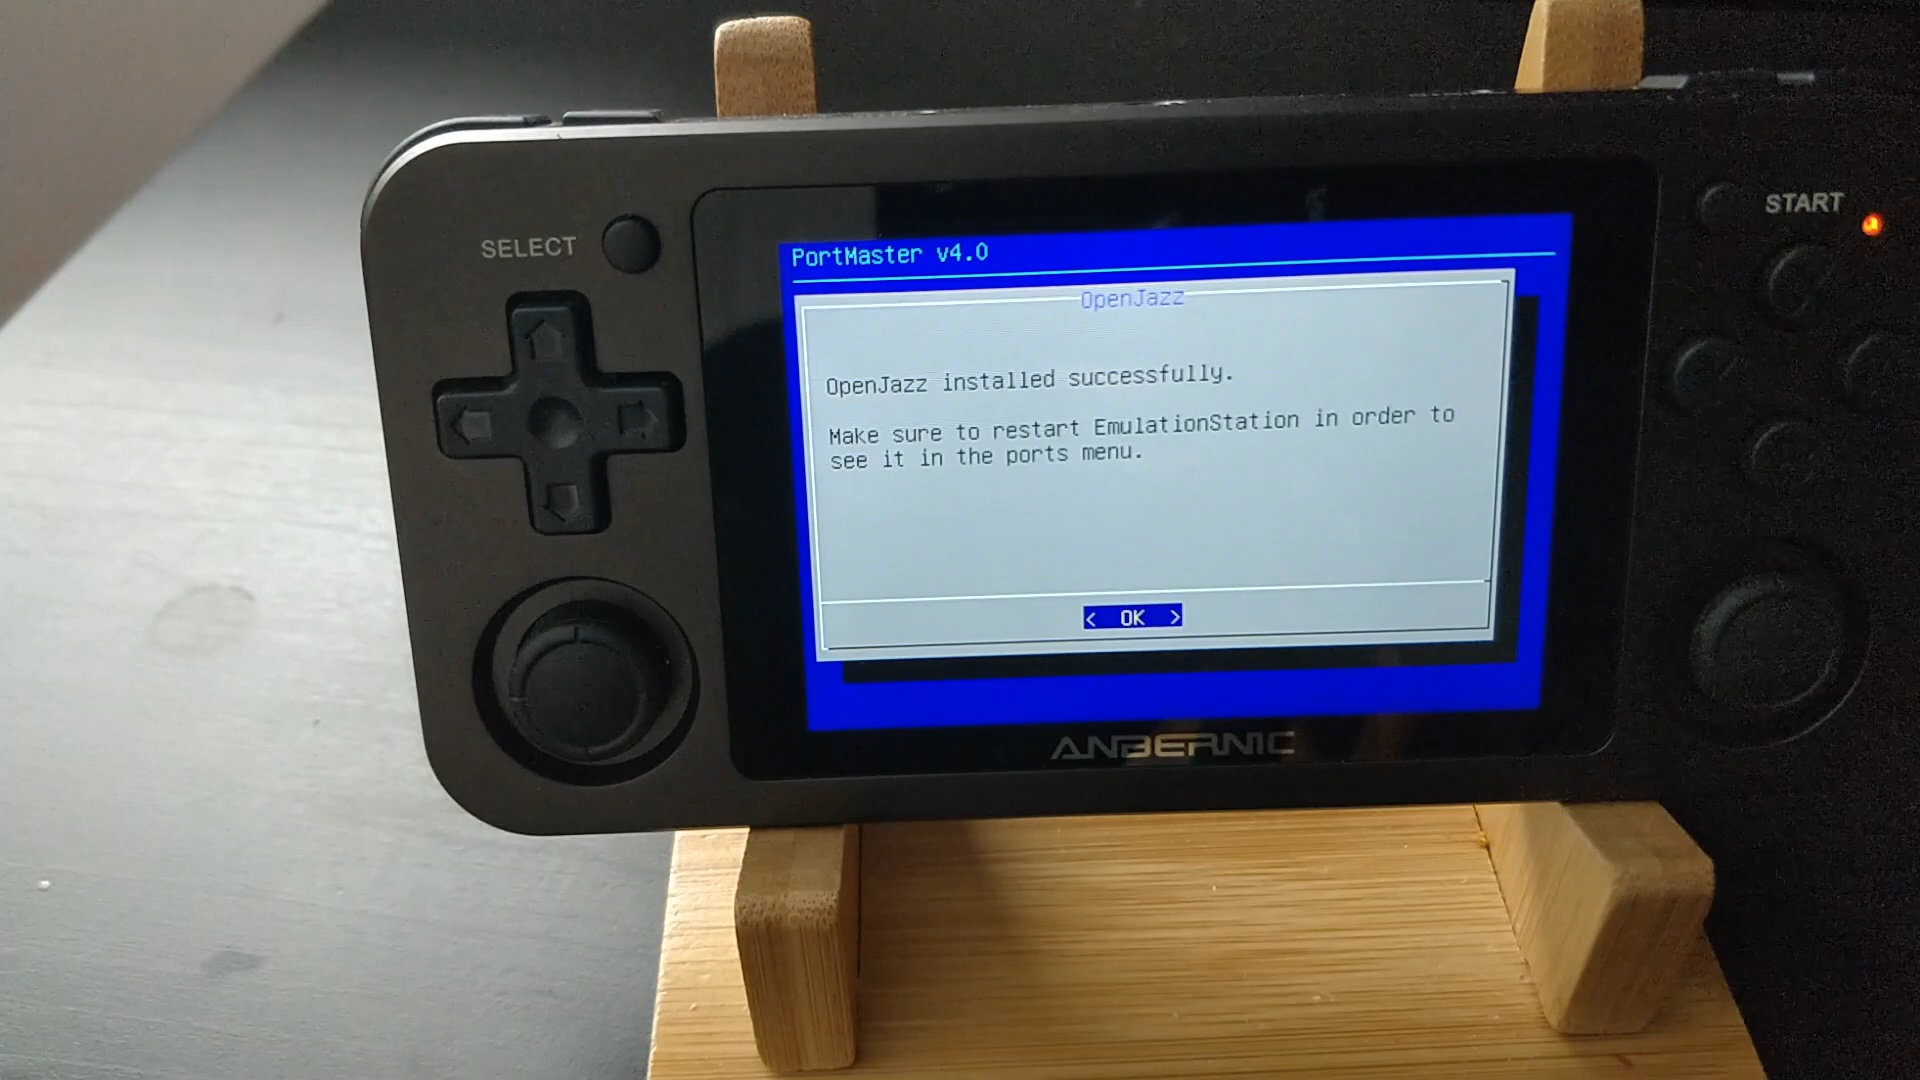 SELECT
START
PortMaster v4.0
OpenJazz
OpenJazz installed successfully.
Make sure to restart EmulationStation in order to
see it in the ports menu.
< OK >
ANBERNIC